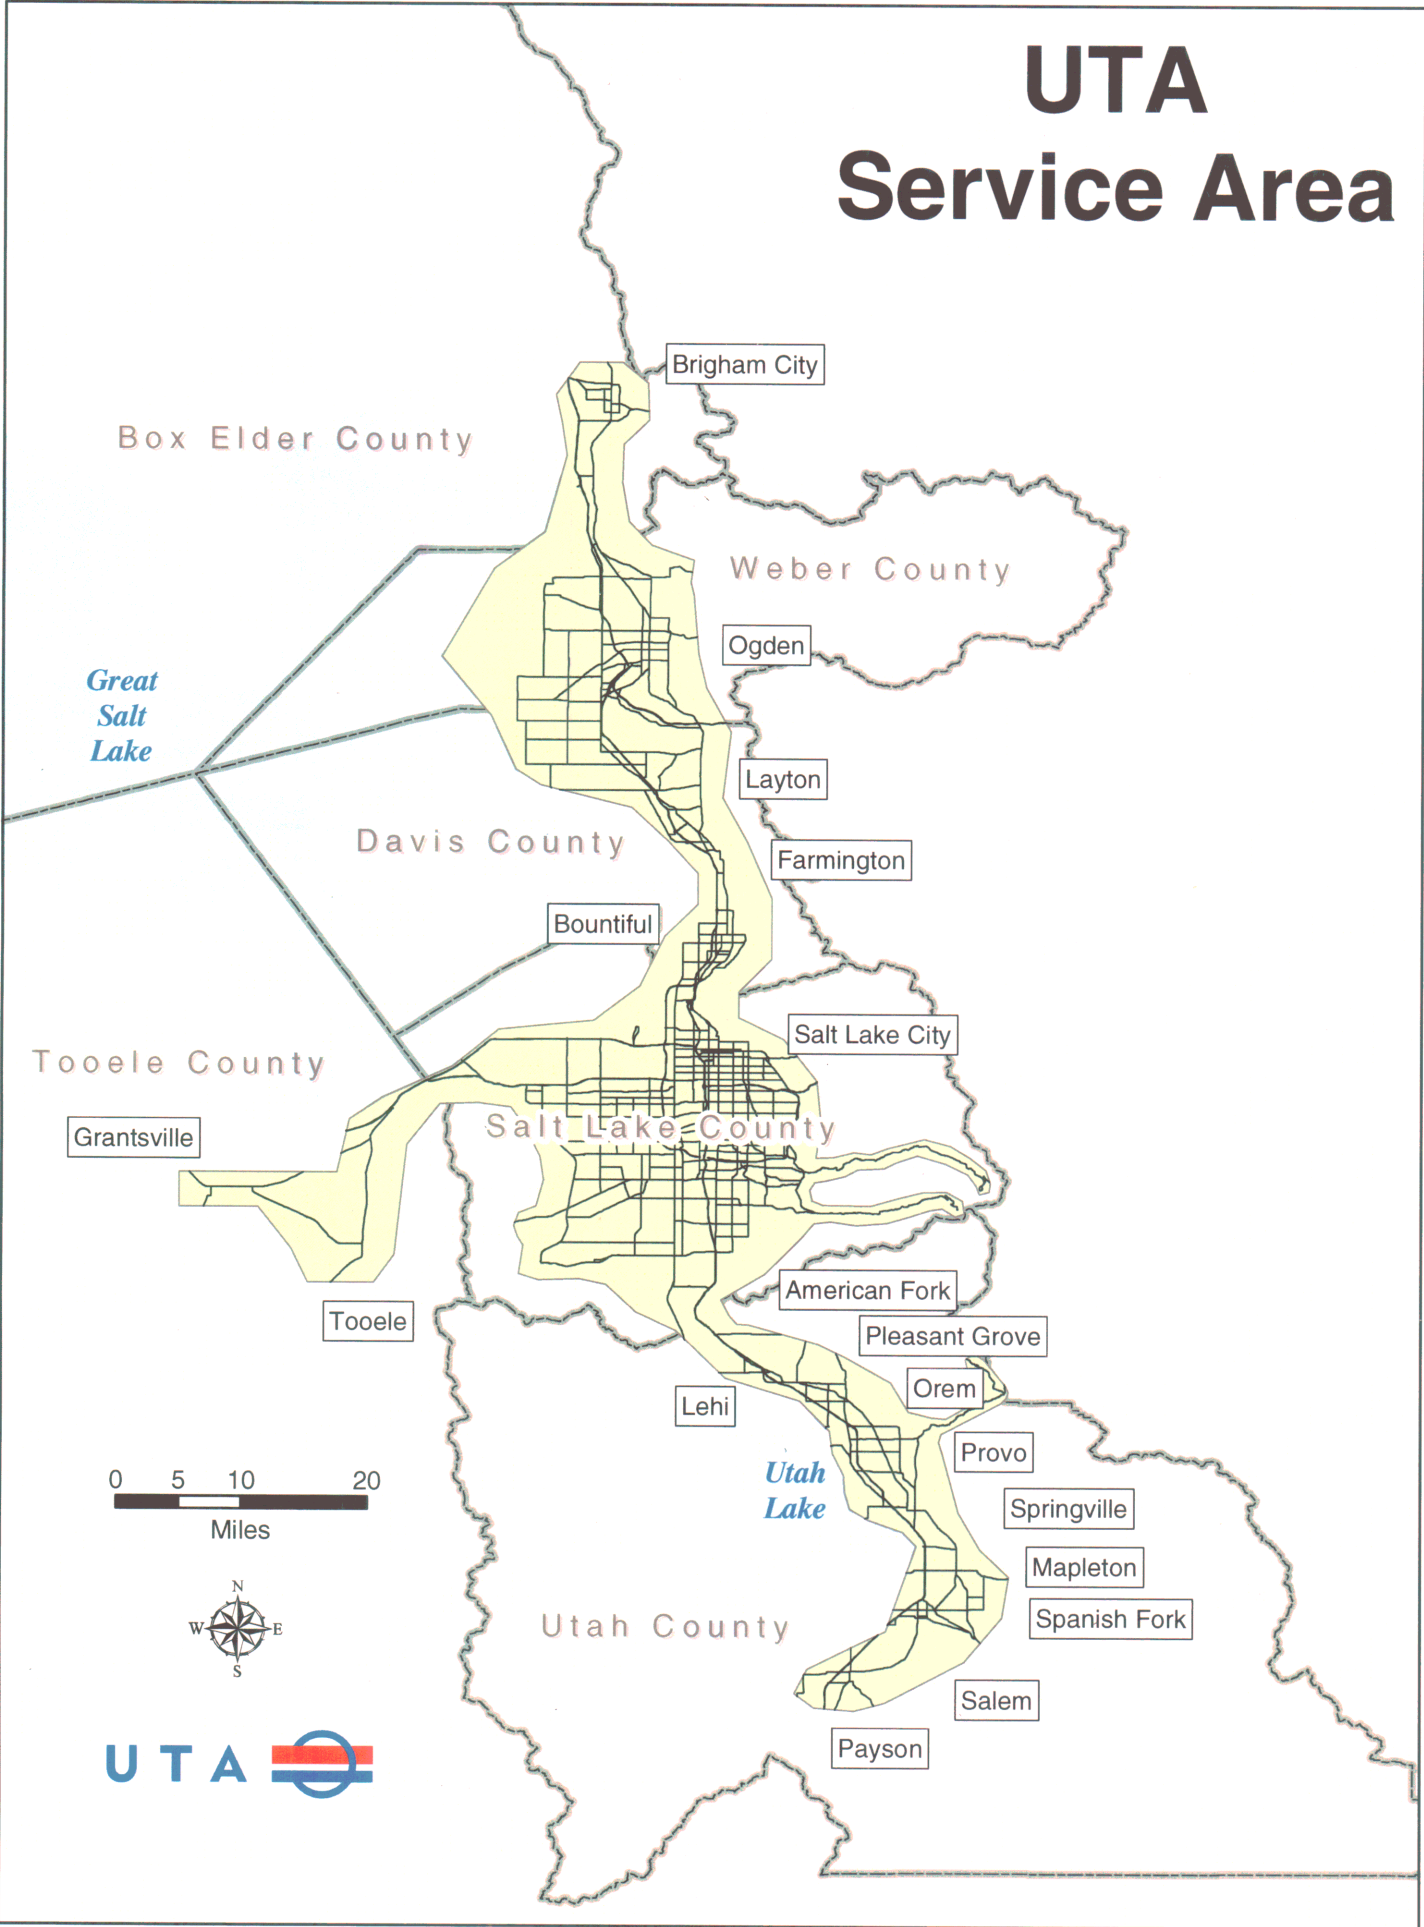 UTA
Service Area
Brigham City
Box Elder County
Weber County
Ogden
Great
Salt
Lake
Layton
Davis County
Farmington
Bountiful
Salt Lake City
Tooele County
Salt Lake County
Grantsville
American Fork
Tooele
Pleasant Grove
Orem
Lehi
Provo
Utah
Lake
0 5 10 20
Miles
Springville
Mapleton
N
W E
S
Utah County
Spanish Fork
Salem
Payson
UTA